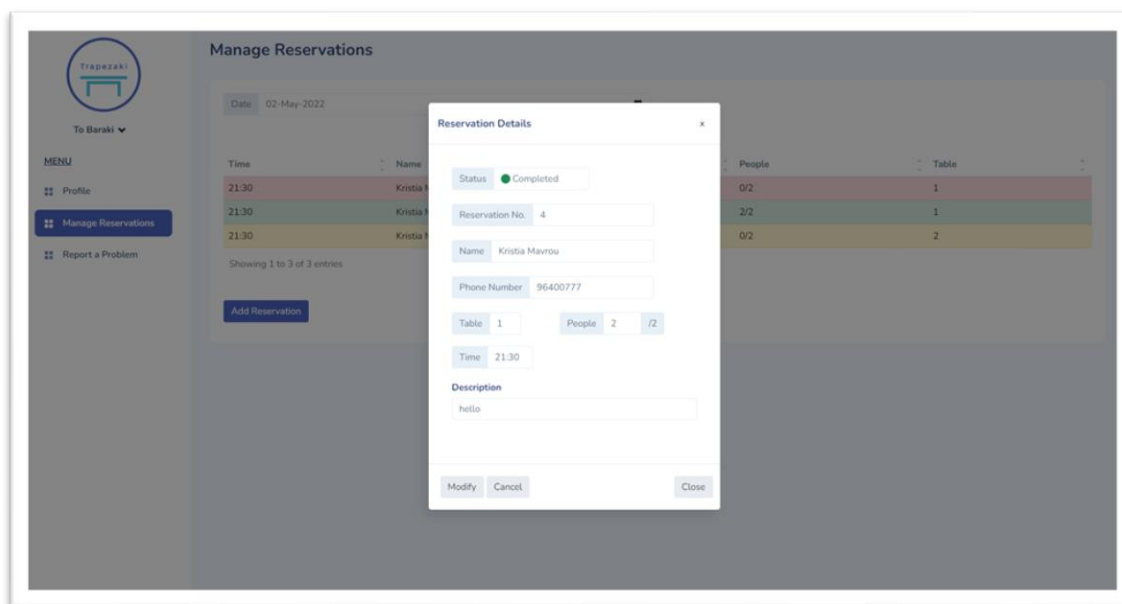 Trapezaki
To Baraki
MENU
Profile
Manage Reservations
Report a Problem
Manage Reservations
Date 02-May-2022
Time Name People Table
21:30 Kristia 0/2 1
21:30 Kristia 2/2 1
21:30 Kristia 0/2 2
Showing 1 to 3 of 3 entries
Add Reservation
Reservation Details x
Status Completed
Reservation No. 4
Name Kristia Mavrou
Phone Number 96400777
Table 1 People 2 /2
Time 21:30
Description
hello
Modify Cancel Close